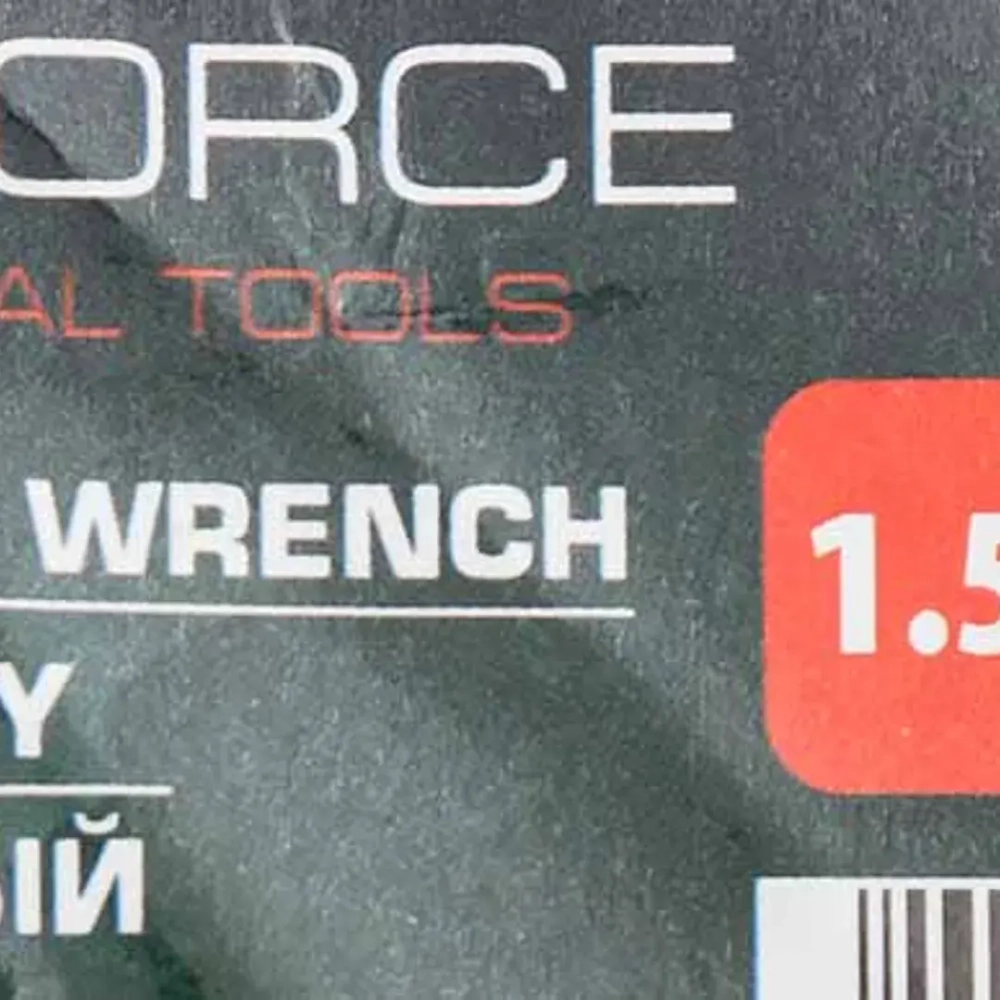 ORCE
AL TOOLS
WRENCH
1.5
Y
ЫЙ